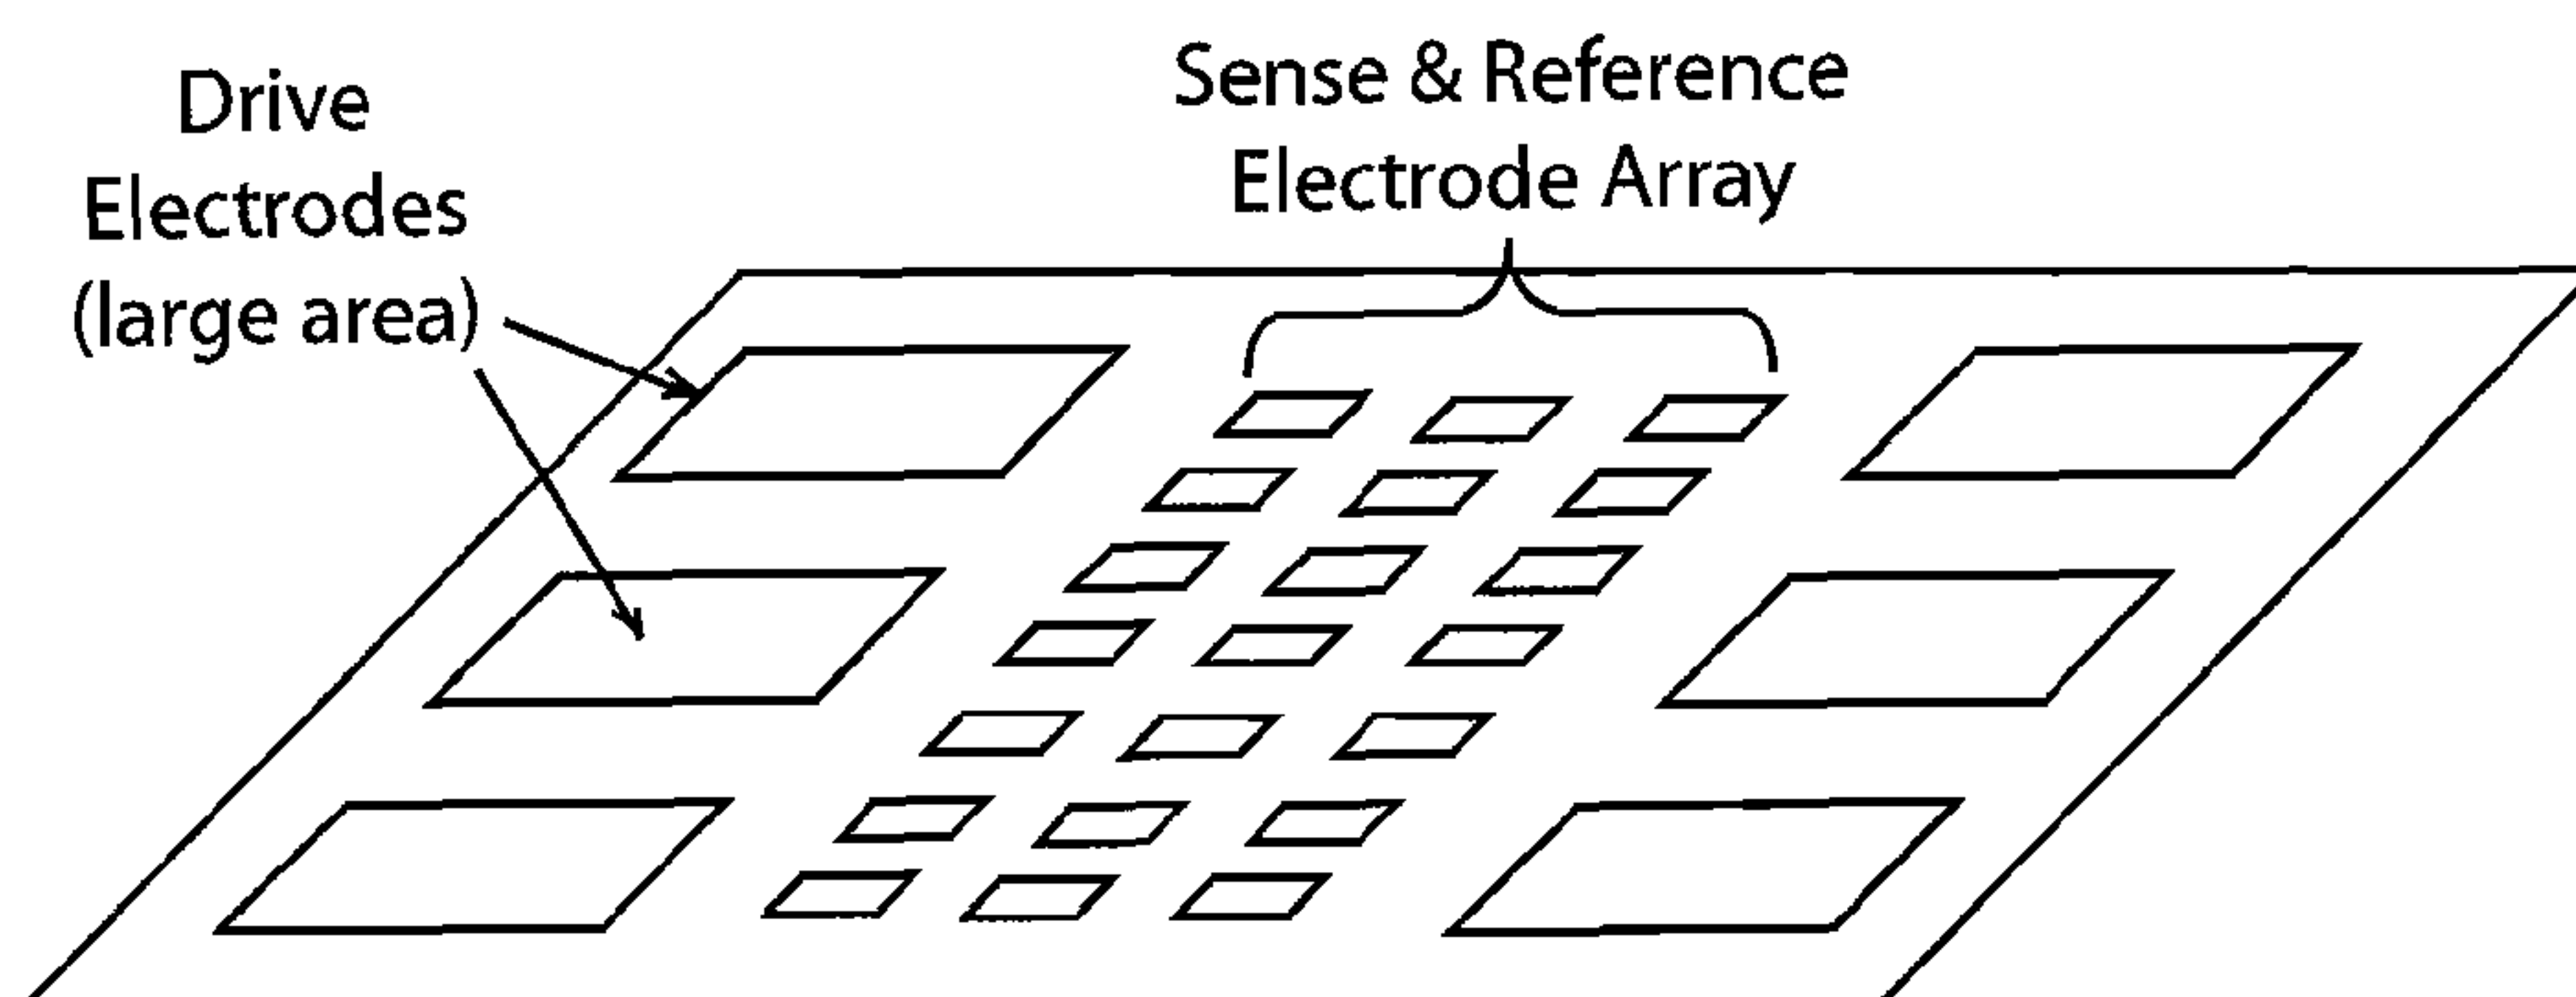 Drive
Electrodes
(large area)
Sense & Reference
Electrode Array